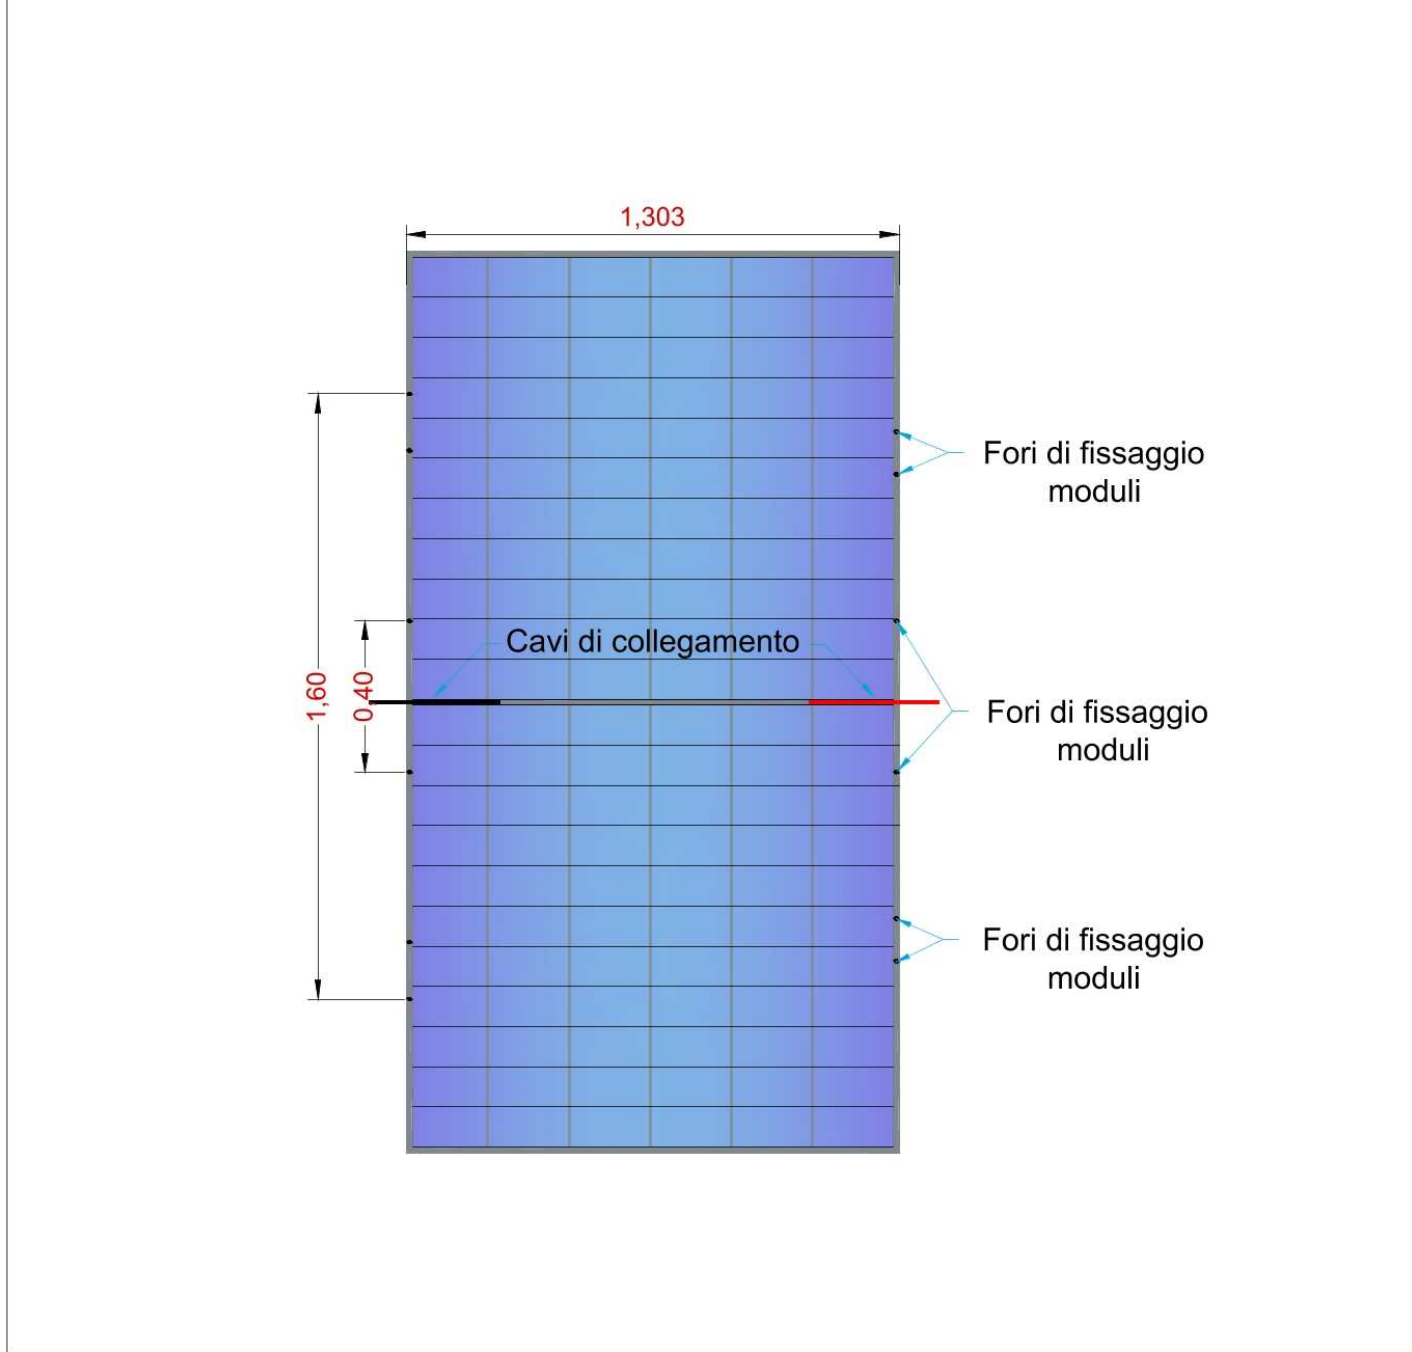 1,303
Fori di fissaggio
moduli
Cavi di collegamento
1,60
0,40
Fori di fissaggio
moduli
Fori di fissaggio
moduli